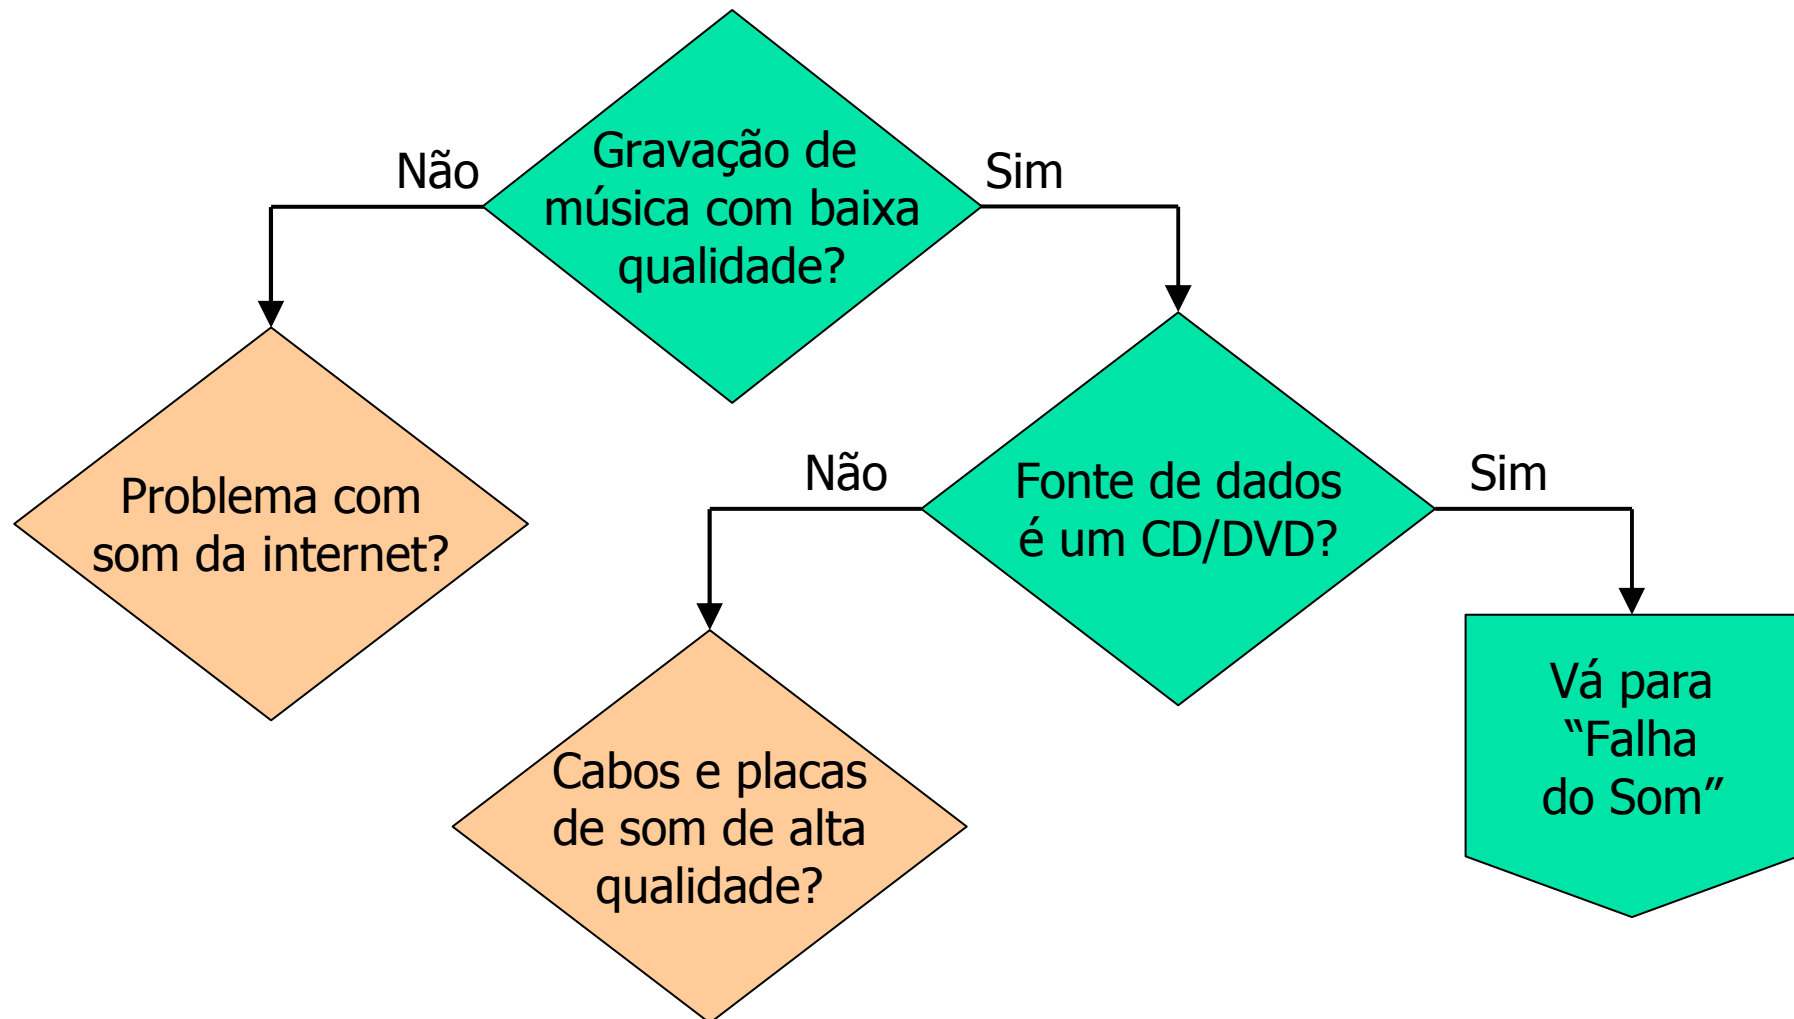 Não
Gravação de
música com baixa
qualidade?
Sim
Problema com
som da internet?
Não
Fonte de dados
é um CD/DVD?
Sim
Cabos e placas
de som de alta
qualidade?
Vá para
“Falha
do Som”